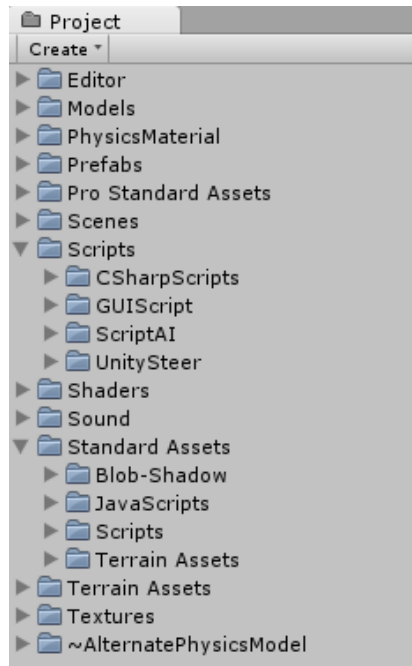 Project
Create
Editor
Models
PhysicsMaterial
Prefabs
Pro Standard Assets
Scenes
Scripts
CSharpScripts
GUIScript
ScriptAI
UnitySteer
Shaders
Sound
Standard Assets
Blob-Shadow
JavaScripts
Scripts
Terrain Assets
Terrain Assets
Textures
~AlternatePhysicsModel